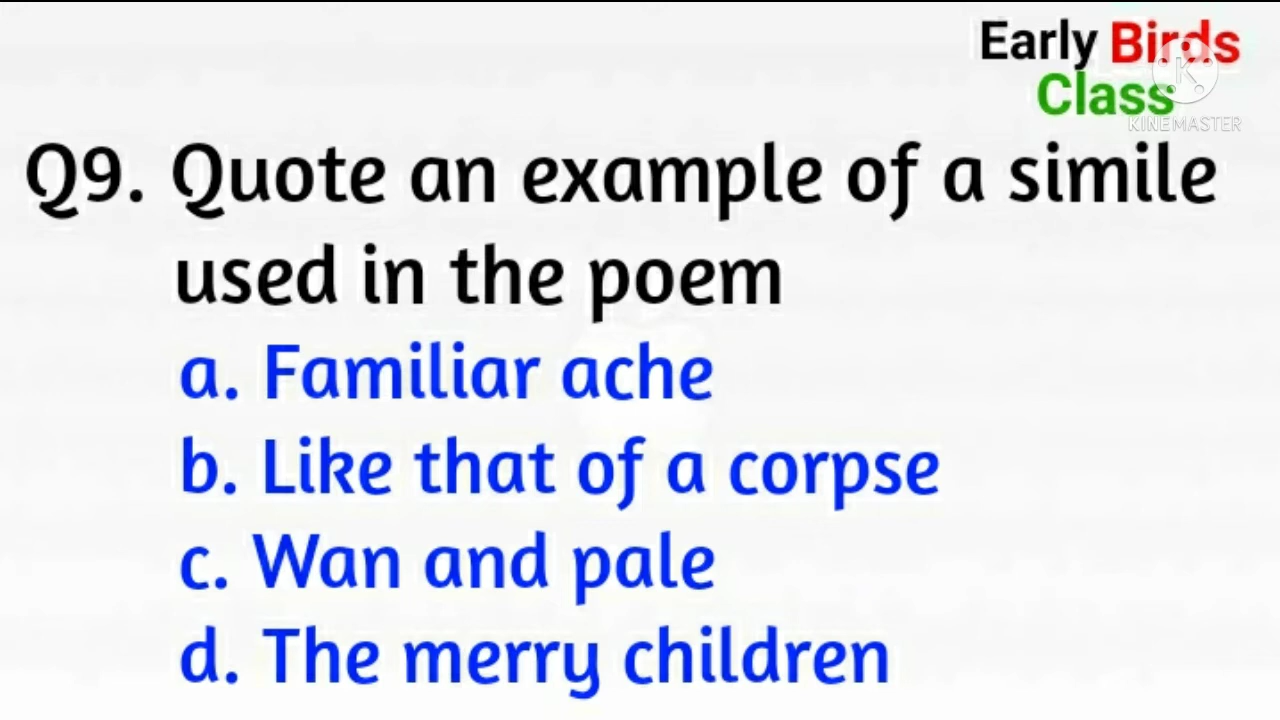 Early Birds
Class
KINEMASTER
Q9. Quote an example of a simile
used in the poem
a. Familiar ache
b. Like that of a corpse
c. Wan and pale
d. The merry children